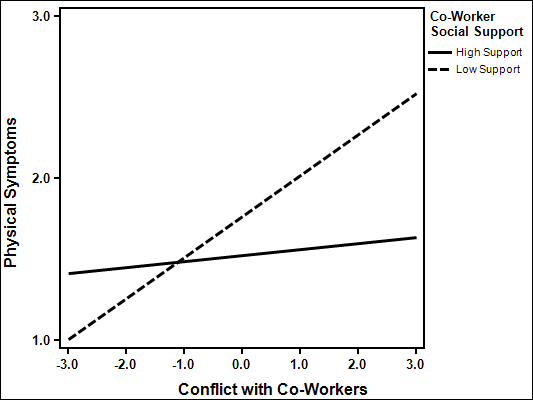 Co-Worker
Social Support
High Support
Low Support
3.0
2.0
1.0
Physical Symptoms
-3.0 -2.0 -1.0 0.0 1.0 2.0 3.0
Conflict with Co-Workers